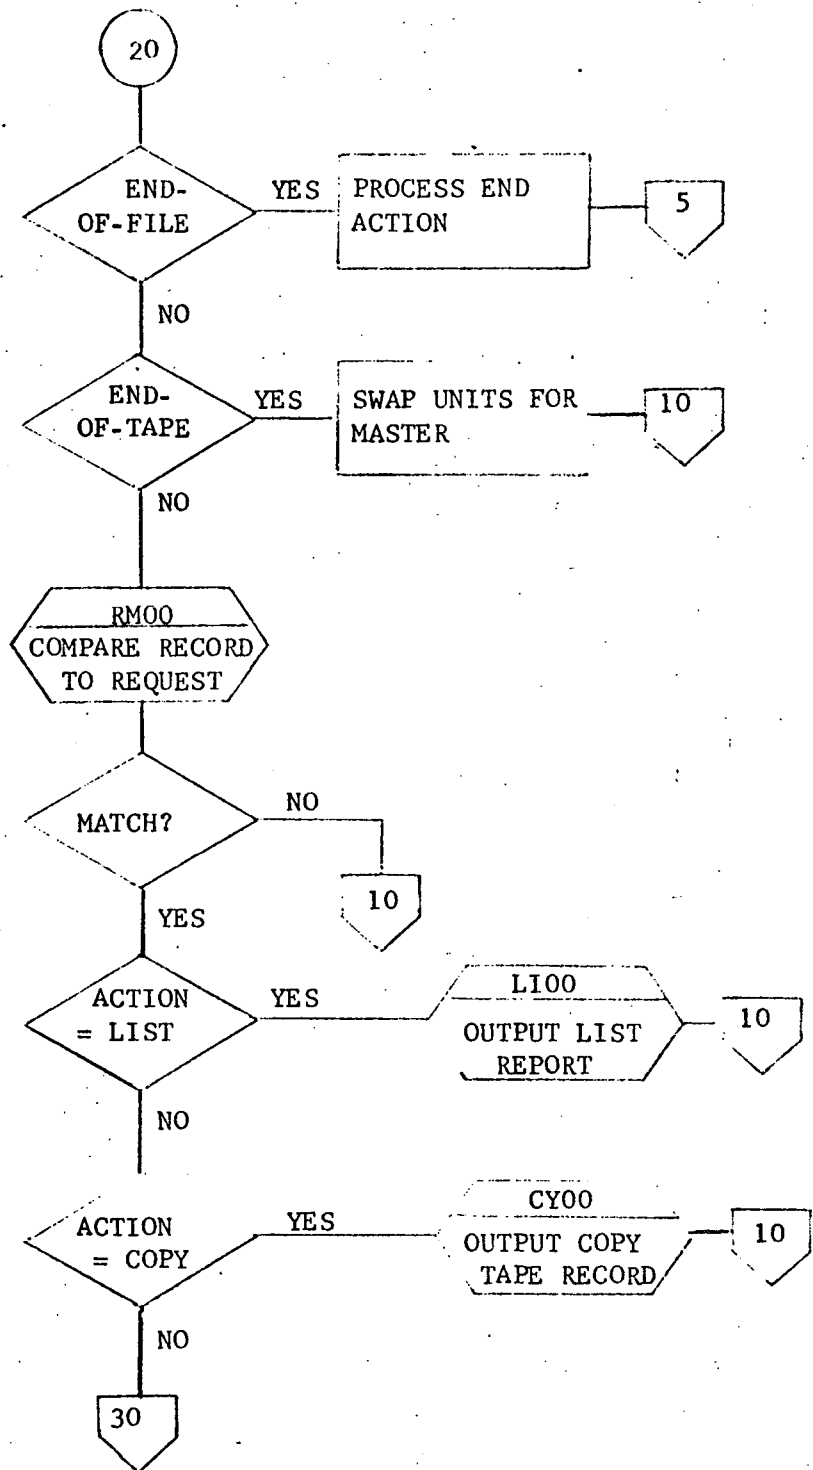 20
END-
OF-FILE
YES
PROCESS END
ACTION
5
NO
END-
OF-TAPE
YES
SWAP UNITS FOR
MASTER
10
NO
RM00
COMPARE RECORD
TO REQUEST
MATCH?
NO
10
YES
ACTION
= LIST
YES
LI00
OUTPUT LIST
REPORT
10
NO
ACTION
= COPY
YES
CY00
OUTPUT COPY
TAPE RECORD
10
NO
30